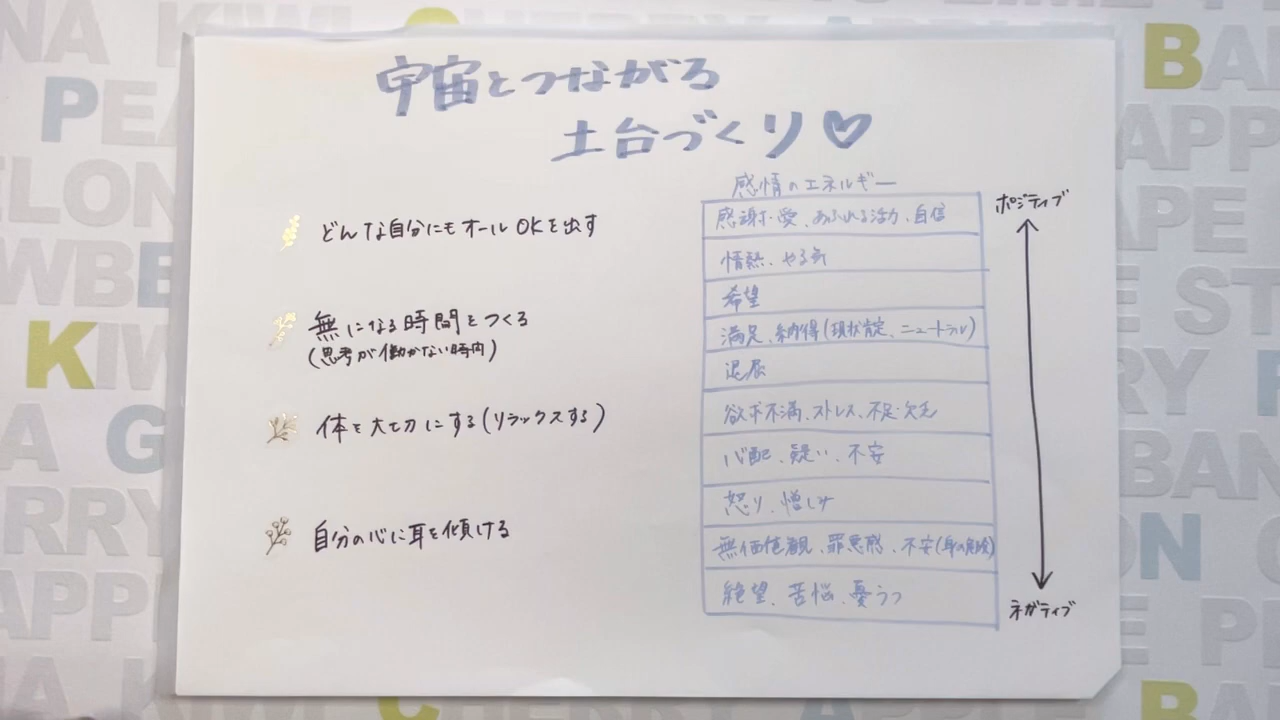 宇宙とつながる
土台づくり♡
どんな自分にもオールOKを出す
無になる時間をつくる
(思考が働かない時間)
体を大切にする(リラックスする)
自分の心に耳を傾ける
感情のエネルギー
感謝・愛、あふれる活力、自信
情熱、やる気
希望
満足、納得(現状肯定、ニュートラル)
退屈
欲求不満、ストレス、不足・欠乏
心配、疑い、不安
怒り、憎しみ
無価値観、罪悪感、不安(身の危険)
絶望、苦悩、憂うつ
ポジティブ
ネガティブ
PEA
KIWI
BAN
APPLE